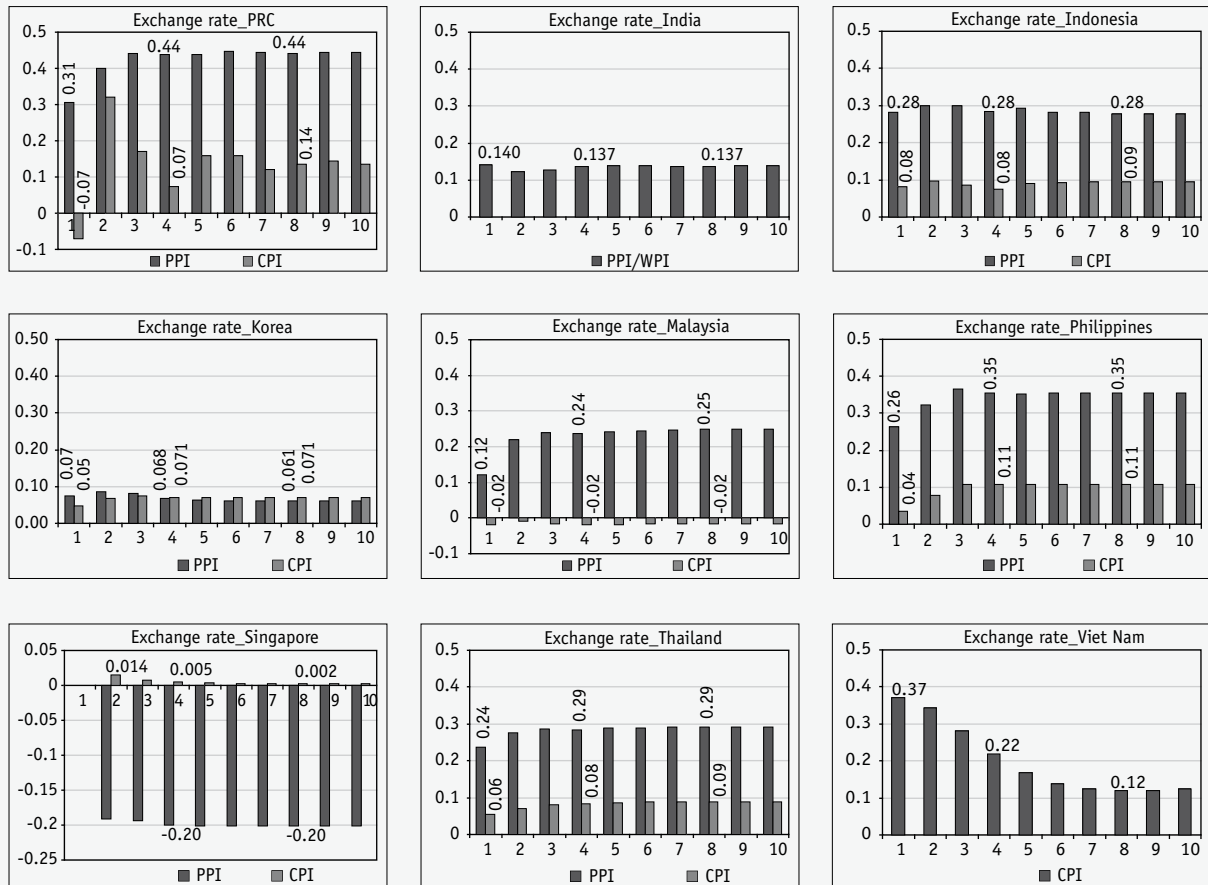 Exchange rate_PRC
0.5
0.4
0.3
0.2
0.1
0
-0.1
0.31
-0.07
0.44
0.07
0.44
0.14
1 2 3 4 5 6 7 8 9 10
PPI CPI
Exchange rate_India
0.5
0.4
0.3
0.2
0.1
0
0.140 0.137 0.137
1 2 3 4 5 6 7 8 9 10
PPI/WPI
Exchange rate_Indonesia
0.5
0.4
0.3
0.2
0.1
0
0.28 0.28 0.28
0.08 0.08 0.09
1 2 3 4 5 6 7 8 9 10
PPI CPI
Exchange rate_Korea
0.50
0.40
0.30
0.20
0.10
0.00
0.07 0.05 0.068 0.071 0.061 0.071
1 2 3 4 5 6 7 8 9 10
PPI CPI
Exchange rate_Malaysia
0.5
0.4
0.3
0.2
0.1
0
-0.1
0.12 0.24 0.25
-0.02 -0.02 -0.02
1 2 3 4 5 6 7 8 9 10
PPI CPI
Exchange rate_Philippines
0.5
0.4
0.3
0.2
0.1
0
0.26 0.35 0.35
0.04 0.11 0.11
1 2 3 4 5 6 7 8 9 10
PPI CPI
Exchange rate_Singapore
0.05
0
-0.05
-0.1
-0.15
-0.2
-0.25
0.014 0.005 0.002
1 2 3 4 5 6 7 8 9 10
-0.20 -0.20
PPI CPI
Exchange rate_Thailand
0.5
0.4
0.3
0.2
0.1
0
0.24 0.29 0.29
0.06 0.08 0.09
1 2 3 4 5 6 7 8 9 10
PPI CPI
Exchange rate_Viet Nam
0.5
0.4
0.3
0.2
0.1
0
0.37 0.22 0.12
1 2 3 4 5 6 7 8 9 10
CPI